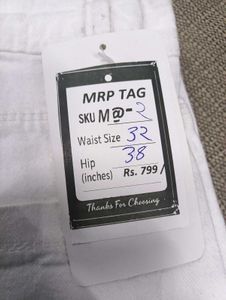 MRP TAG
SKU M@-2
Waist Size 32
Hip 38
(inches) Rs. 799/
Thanks For Choosing